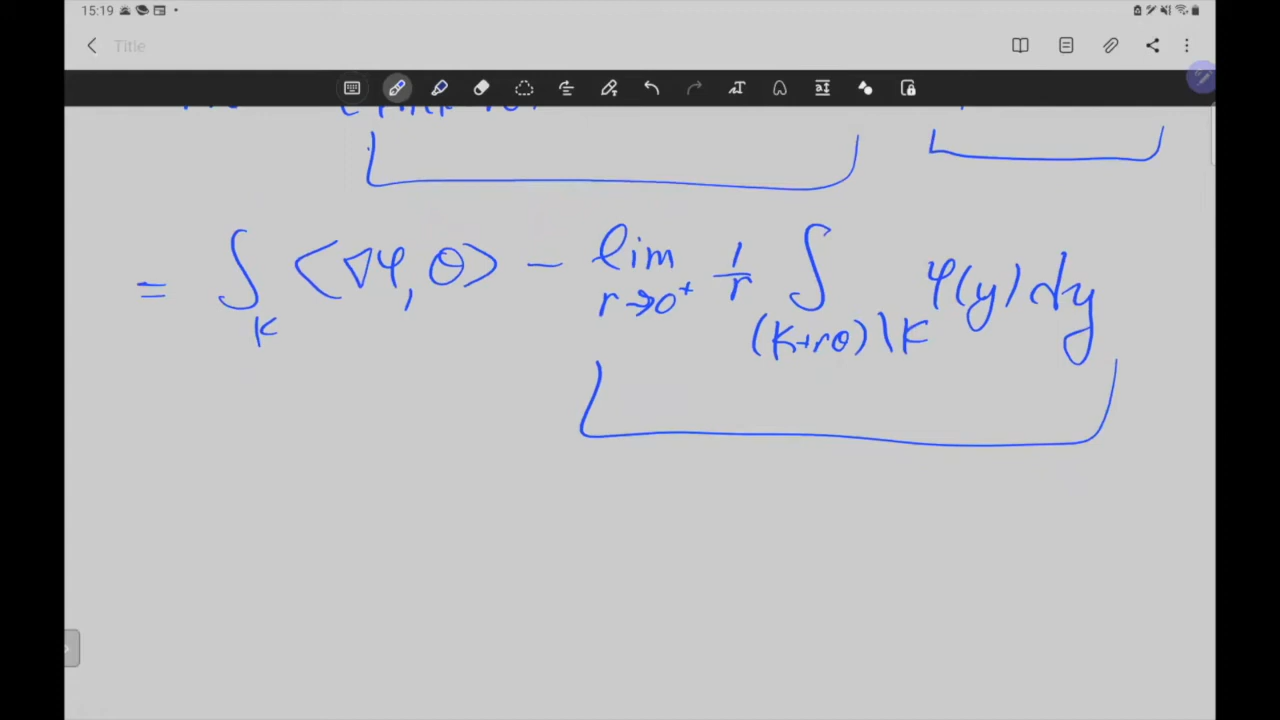 15:19
Title
= ∫_K ⟨∇φ, θ⟩ − lim_{r→0⁺} 1/r ∫_{(K+rθ)\K} φ(y) dy